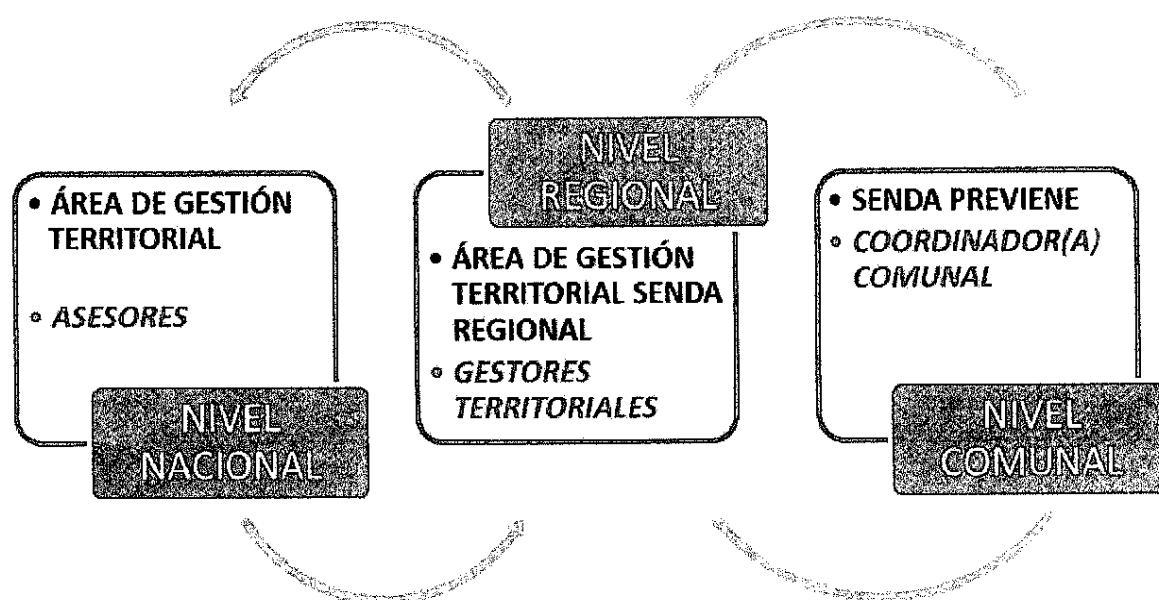 • ÁREA DE GESTIÓN
TERRITORIAL
• ASESORES
NIVEL
NACIONAL
NIVEL
REGIONAL
• ÁREA DE GESTIÓN
TERRITORIAL SENDA
REGIONAL
• GESTORES
TERRITORIALES
• SENDA PREVIENE
• COORDINADOR(A)
COMUNAL
NIVEL
COMUNAL